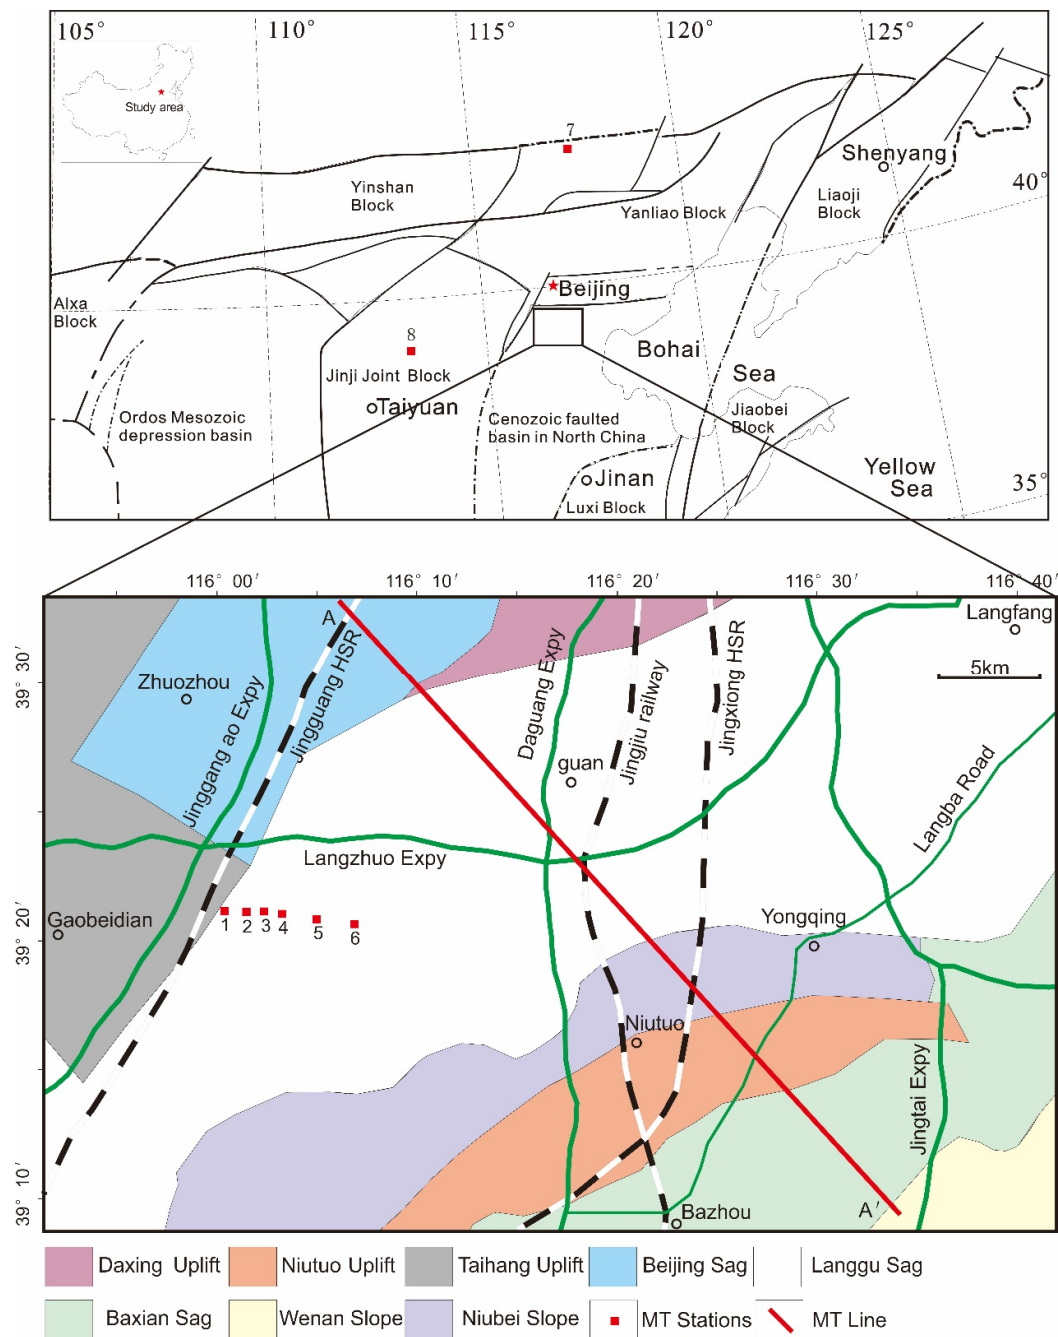 105°
110°
115°
120°
125°
Study area
7
Shenyang
40°
Yinshan
Block
Yanliao Block
Liaoji
Block
Beijing
Alxa
Block
8
Bohai
Sea
Jinji Joint Block
Taiyuan
Ordos Mesozoic
depression basin
Cenozoic faulted
basin in North China
Jiaobei
Block
Jinan
Luxi Block
Yellow
Sea
35°
116° 00′
116° 10′
116° 20′
116° 30′
116° 40′
39° 30′
39° 20′
39° 10′
A
Langfang
5km
Zhuozhou
Jinggang ao Expy
Jingguang HSR
Daguang Expy
Jingjiu railway
Jingxiong HSR
guan
Langba Road
Langzhuo Expy
Gaobeidian
1
2
3
4
5
6
Yongqing
Niutuo
Jingtai Expy
Bazhou
A′
Daxing Uplift
Niutuo Uplift
Taihang Uplift
Beijing Sag
Langgu Sag
Baxian Sag
Wenan Slope
Niubei Slope
MT Stations
MT Line